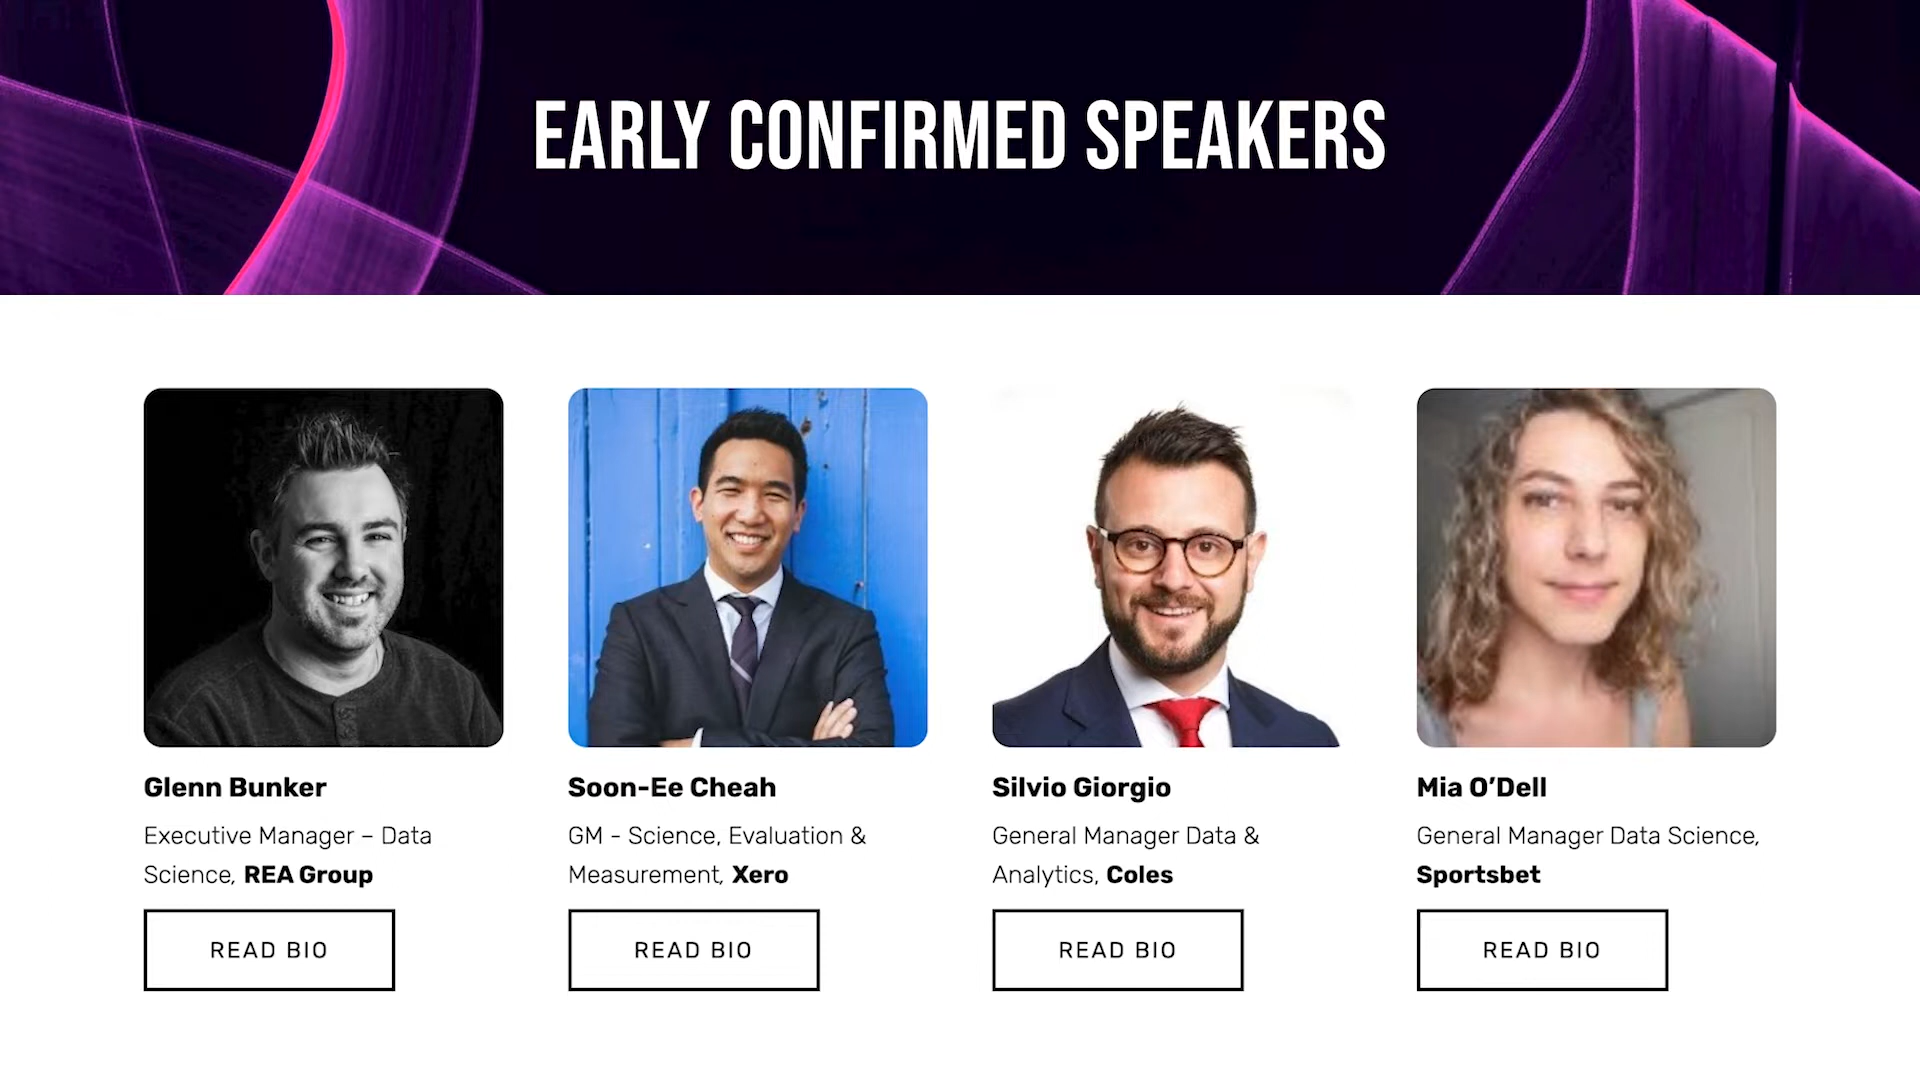 EARLY CONFIRMED SPEAKERS
Glenn Bunker
Executive Manager – Data
Science, REA Group
READ BIO
Soon-Ee Cheah
GM - Science, Evaluation &
Measurement, Xero
READ BIO
Silvio Giorgio
General Manager Data &
Analytics, Coles
READ BIO
Mia O’Dell
General Manager Data Science,
Sportsbet
READ BIO